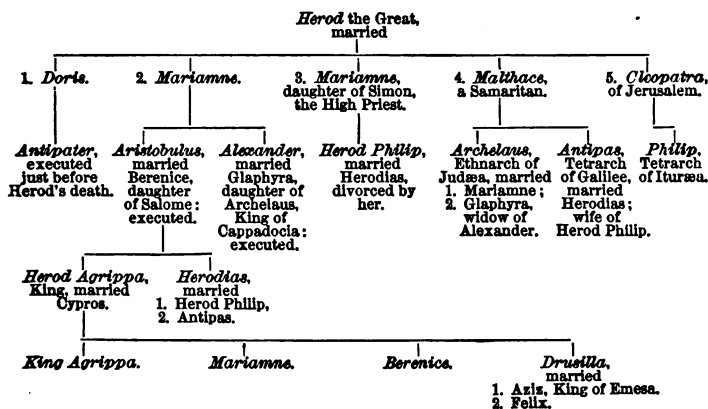 Herod the Great,
married
1. Doris.
2. Mariamne.
3. Mariamne,
daughter of Simon,
the High Priest.
4. Malthace,
a Samaritan.
5. Cleopatra,
of Jerusalem.
Antipater,
executed
just before
Herod's death.
Aristobulus,
married
Berenice,
daughter
of Salome:
executed.
Alexander,
married
Glaphyra,
daughter of
Archelaus,
King of
Cappadocia:
executed.
Herod Philip,
married
Herodias,
divorced by
her.
Archelaus,
Ethnarch of
Judæa, married
1. Mariamne;
2. Glaphyra,
widow of
Alexander.
Antipas,
Tetrarch
of Galilee,
married
Herodias;
wife of
Herod Philip.
Philip,
Tetrarch
of Ituræa.
Herod Agrippa,
King, married
Cypros.
Herodias,
married
1. Herod Philip,
2. Antipas.
King Agrippa.
Mariamne.
Berenice.
Drusilla,
married
1. Aziz, King of Emesa.
2. Felix.